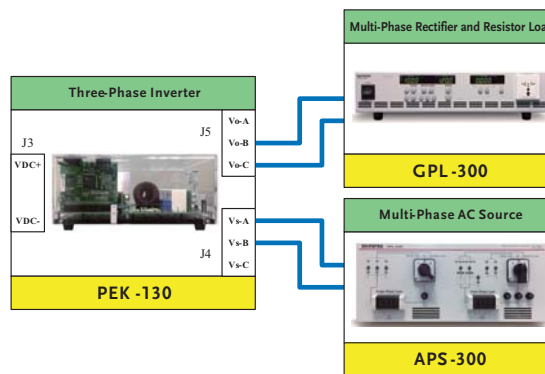 Multi-Phase Rectifier and Resistor Loa
GPL-300
Three-Phase Inverter
J3
VDC+
VDC-
J5
Vo-A
Vo-B
Vo-C
J4
Vs-A
Vs-B
Vs-C
PEK-130
Multi-Phase AC Source
APS-300